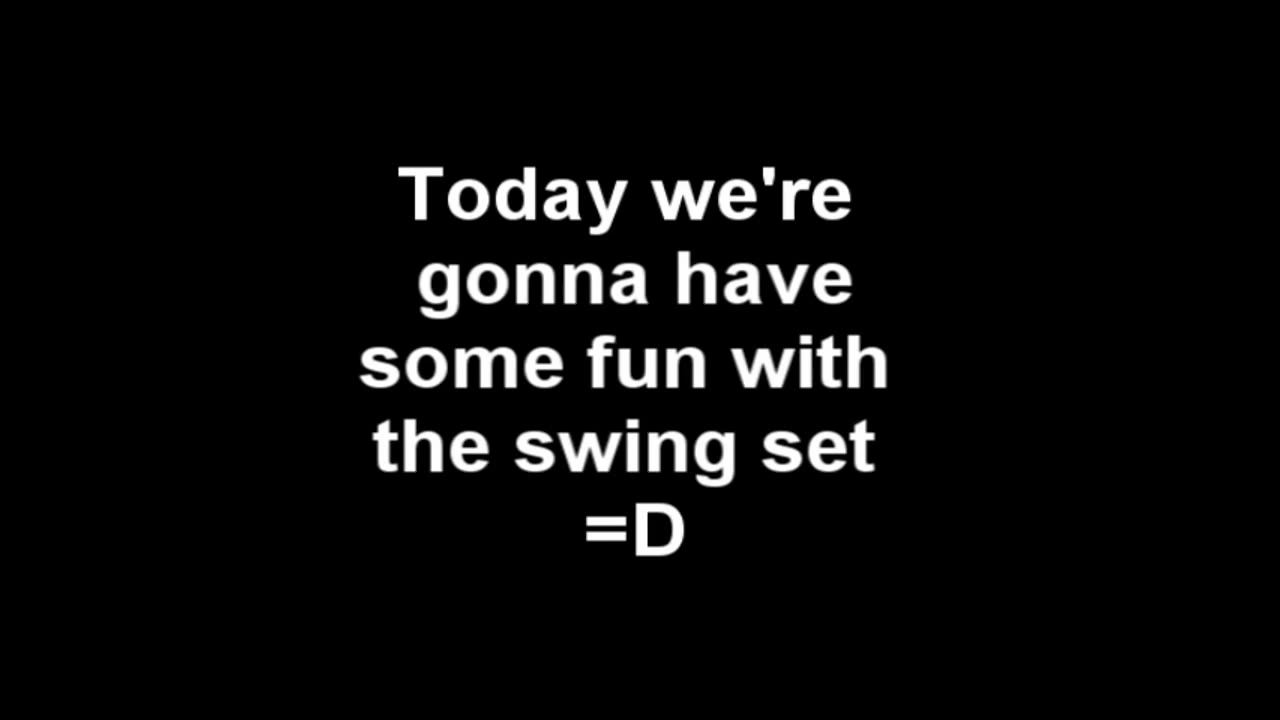 Today we're
gonna have
some fun with
the swing set
=D